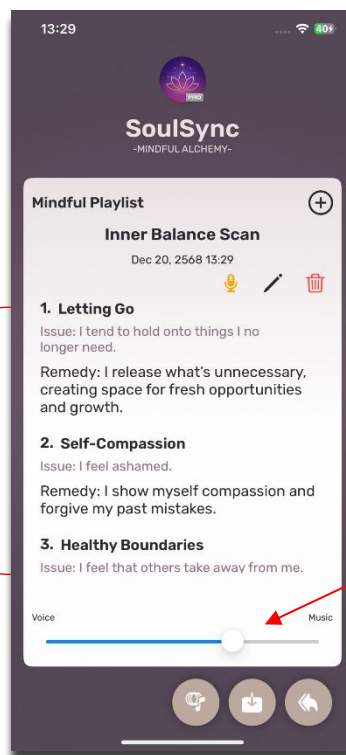 13:29
40
PRO
SoulSync
-MINDFUL ALCHEMY-
Mindful Playlist
Inner Balance Scan
Dec 20, 2568 13:29
1. Letting Go
Issue: I tend to hold onto things I no
longer need.
Remedy: I release what's unnecessary,
creating space for fresh opportunities
and growth.
2. Self-Compassion
Issue: I feel ashamed.
Remedy: I show myself compassion and
forgive my past mistakes.
3. Healthy Boundaries
Issue: I feel that others take away from me.
Voice
Music